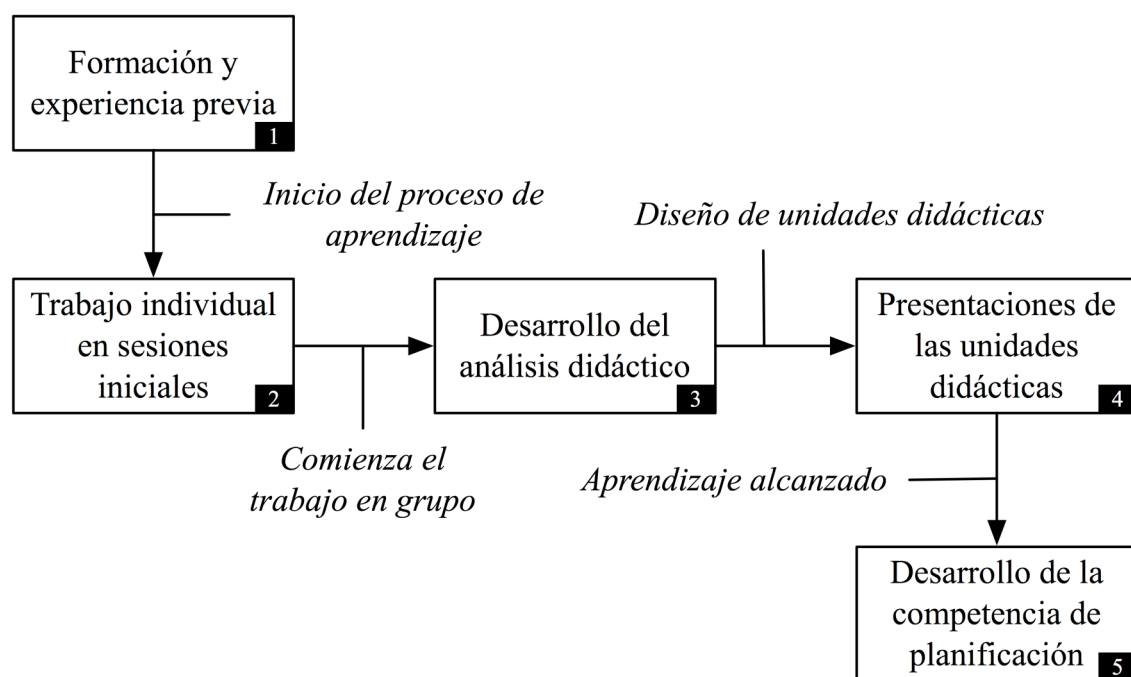 Formación y
experiencia previa
1
Inicio del proceso de
aprendizaje
Trabajo individual
en sesiones
iniciales
2
Comienza el
trabajo en grupo
Desarrollo del
análisis didáctico
3
Diseño de unidades didácticas
Presentaciones de
las unidades
didácticas
4
Aprendizaje alcanzado
Desarrollo de la
competencia de
planificación
5